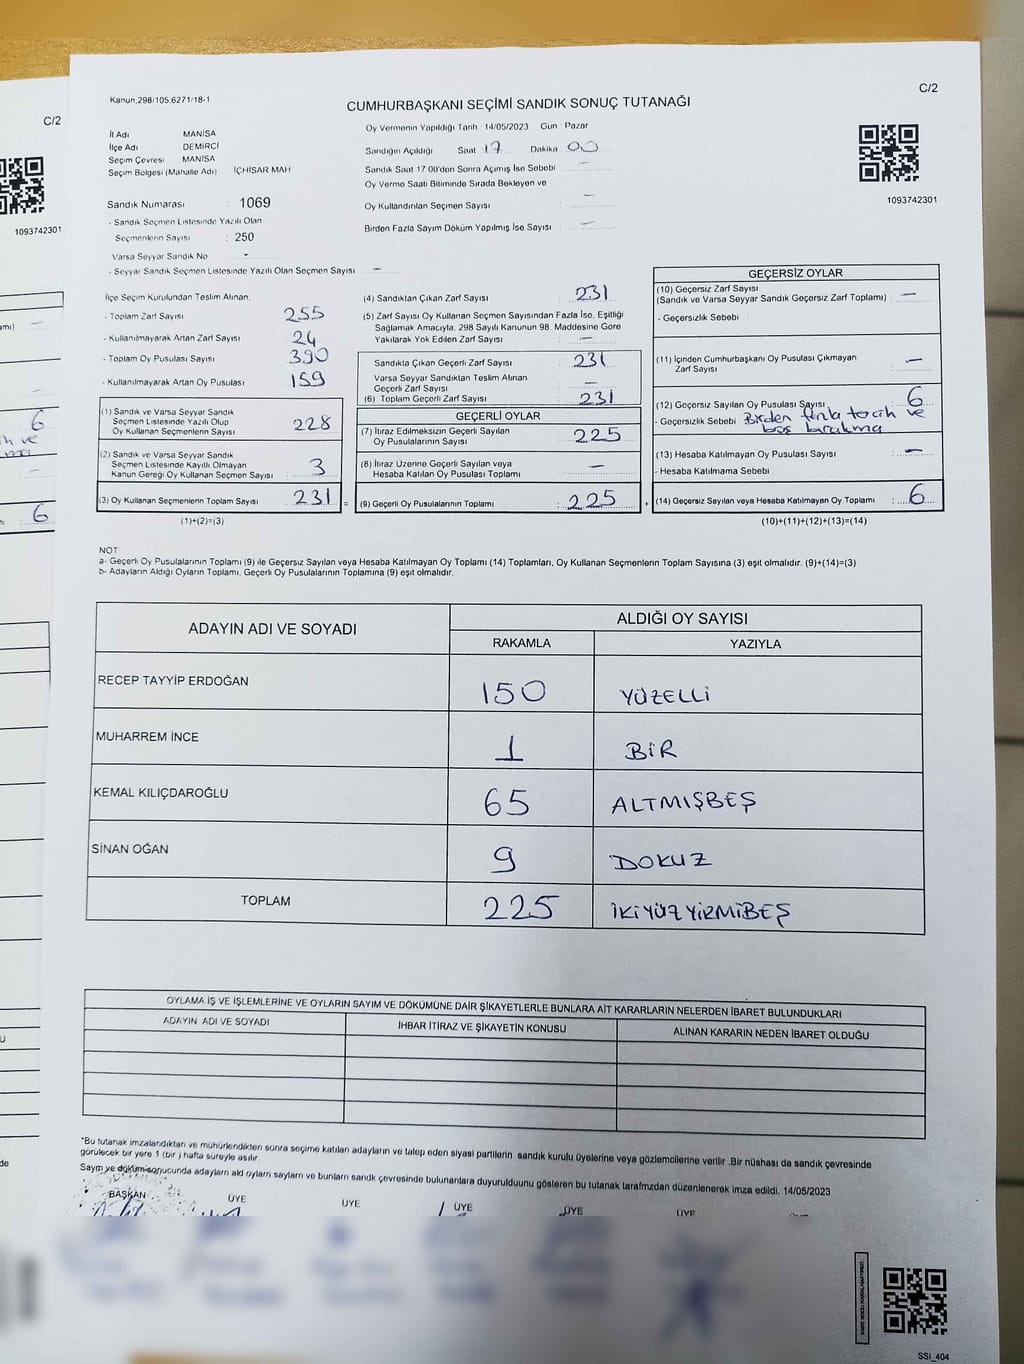 Kanun,298/105,6271/18-1
C/2
CUMHURBAŞKANI SEÇİMİ SANDIK SONUÇ TUTANAĞI
İl Adı MANİSA
İlçe Adı DEMİRCİ
Seçim Çevresi MANİSA
Seçim Bölgesi (Mahalle Adı) İÇHİSAR MAH
Sandık Numarası : 1069
- Sandık Seçmen Listesinde Yazılı Olan
Seçmenlerin Sayısı : 250
Varsa Seyyar Sandık No -
- Seyyar Sandık Seçmen Listesinde Yazılı Olan Seçmen Sayısı —
Oy Vermenin Yapıldığı Tarih 14/05/2023 Gün: Pazar
Sandığın Açıldığı Saat 17 Dakika 00
Sandık Saat 17.00'den Sonra Açımış İse Sebebi : —
Oy Verme Saati Bitiminde Sırada Bekleyen ve
Oy Kullandırılan Seçmen Sayısı : —
Birden Fazla Sayım Döküm Yapılmış İse Sayısı : —
1093742301
İlçe Seçim Kurulundan Teslim Alınan,
- Toplam Zarf Sayısı 255
- Kullanılmayarak Artan Zarf Sayısı 24
- Toplam Oy Pusulası Sayısı 390
- Kullanılmayarak Artan Oy Pusulası 159
(1) Sandık ve Varsa Seyyar Sandık
Seçmen Listesinde Yazılı Olup
Oy Kullanan Seçmenlerin Sayısı 228
(2) Sandık ve Varsa Seyyar Sandık
Seçmen Listesinde Kayıtlı Olmayan
Kanun Gereği Oy Kullanan Seçmen Sayısı 3
(3) Oy Kullanan Seçmenlerin Toplam Sayısı 231 =
(1)+(2)=(3)
(4) Sandıktan Çıkan Zarf Sayısı : 231
(5) Zarf Sayısı Oy Kullanan Seçmen Sayısından Fazla İse, Eşitliği
Sağlamak Amacıyla, 298 Sayılı Kanunun 98. Maddesine Göre
Yakılarak Yok Edilen Zarf Sayısı : —
Sandıkta Çıkan Geçerli Zarf Sayısı : 231
Varsa Seyyar Sandıktan Teslim Alınan
Geçerli Zarf Sayısı : —
(6) Toplam Geçerli Zarf Sayısı : 231
GEÇERLİ OYLAR
(7) İtiraz Edilmeksizin Geçerli Sayılan
Oy Pusulalarının Sayısı : 225
(8) İtiraz Üzerine Geçerli Sayılan veya
Hesaba Katılan Oy Pusulası Toplamı : —
(9) Geçerli Oy Pusulalarının Toplamı : 225 +
GEÇERSİZ OYLAR
(10) Geçersiz Zarf Sayısı
(Sandık ve Varsa Seyyar Sandık Geçersiz Zarf Toplamı) : —
- Geçersizlik Sebebi :
(11) İçinden Cumhurbaşkanı Oy Pusulası Çıkmayan
Zarf Sayısı : —
(12) Geçersiz Sayılan Oy Pusulası Sayısı : 6
- Geçersizlik Sebebi Birden fazla tercih ve
boş bırakma
(13) Hesaba Katılmayan Oy Pusulası Sayısı : —
- Hesaba Katılmama Sebebi :
(14) Geçersiz Sayılan veya Hesaba Katılmayan Oy Toplamı : 6
(10)+(11)+(12)+(13)=(14)
NOT
a- Geçerli Oy Pusulalarının Toplamı (9) ile Geçersiz Sayılan veya Hesaba Katılmayan Oy Toplamı (14) Toplamları, Oy Kullanan Seçmenlerin Toplam Sayısına (3) eşit olmalıdır. (9)+(14)=(3)
b- Adayların Aldığı Oyların Toplamı, Geçerli Oy Pusulalarının Toplamına (9) eşit olmalıdır.
ADAYIN ADI VE SOYADI
ALDIĞI OY SAYISI
RAKAMLA YAZIYLA
RECEP TAYYİP ERDOĞAN 150 YÜZELLİ
MUHARREM İNCE 1 BİR
KEMAL KILIÇDAROĞLU 65 ALTMIŞBEŞ
SİNAN OĞAN 9 DOKUZ
TOPLAM 225 İKİYÜZYİRMİBEŞ
OYLAMA İŞ VE İŞLEMLERİNE VE OYLARIN SAYIM VE DÖKÜMÜNE DAİR ŞİKAYETLERLE BUNLARA AİT KARARLARIN NELERDEN İBARET BULUNDUKLARI
ADAYIN ADI VE SOYADI İHBAR İTİRAZ VE ŞİKAYETİN KONUSU ALINAN KARARIN NEDEN İBARET OLDUĞU
*Bu tutanak imzalandıktan ve mühürlendikten sonra seçime katılan adayların ve talep eden siyasi partilerin sandık kurulu üyelerine veya gözlemcilerine verilir .Bir nüshası da sandık çevresinde
görülecek bir yere 1 (bir ) hafta süreyle asılır.
Sayım ve döküm sonucunda adayların ald oyların sayları ve bunların sandk çevresinde bulunanlara duyurulduunu gösteren bu tutanak tarafmzdan düzenlenerek imza edildi. 14/05/2023
BAŞKAN ÜYE ÜYE ÜYE ÜYE ÜYE
SSI_404
C/2
1093742301
6
6